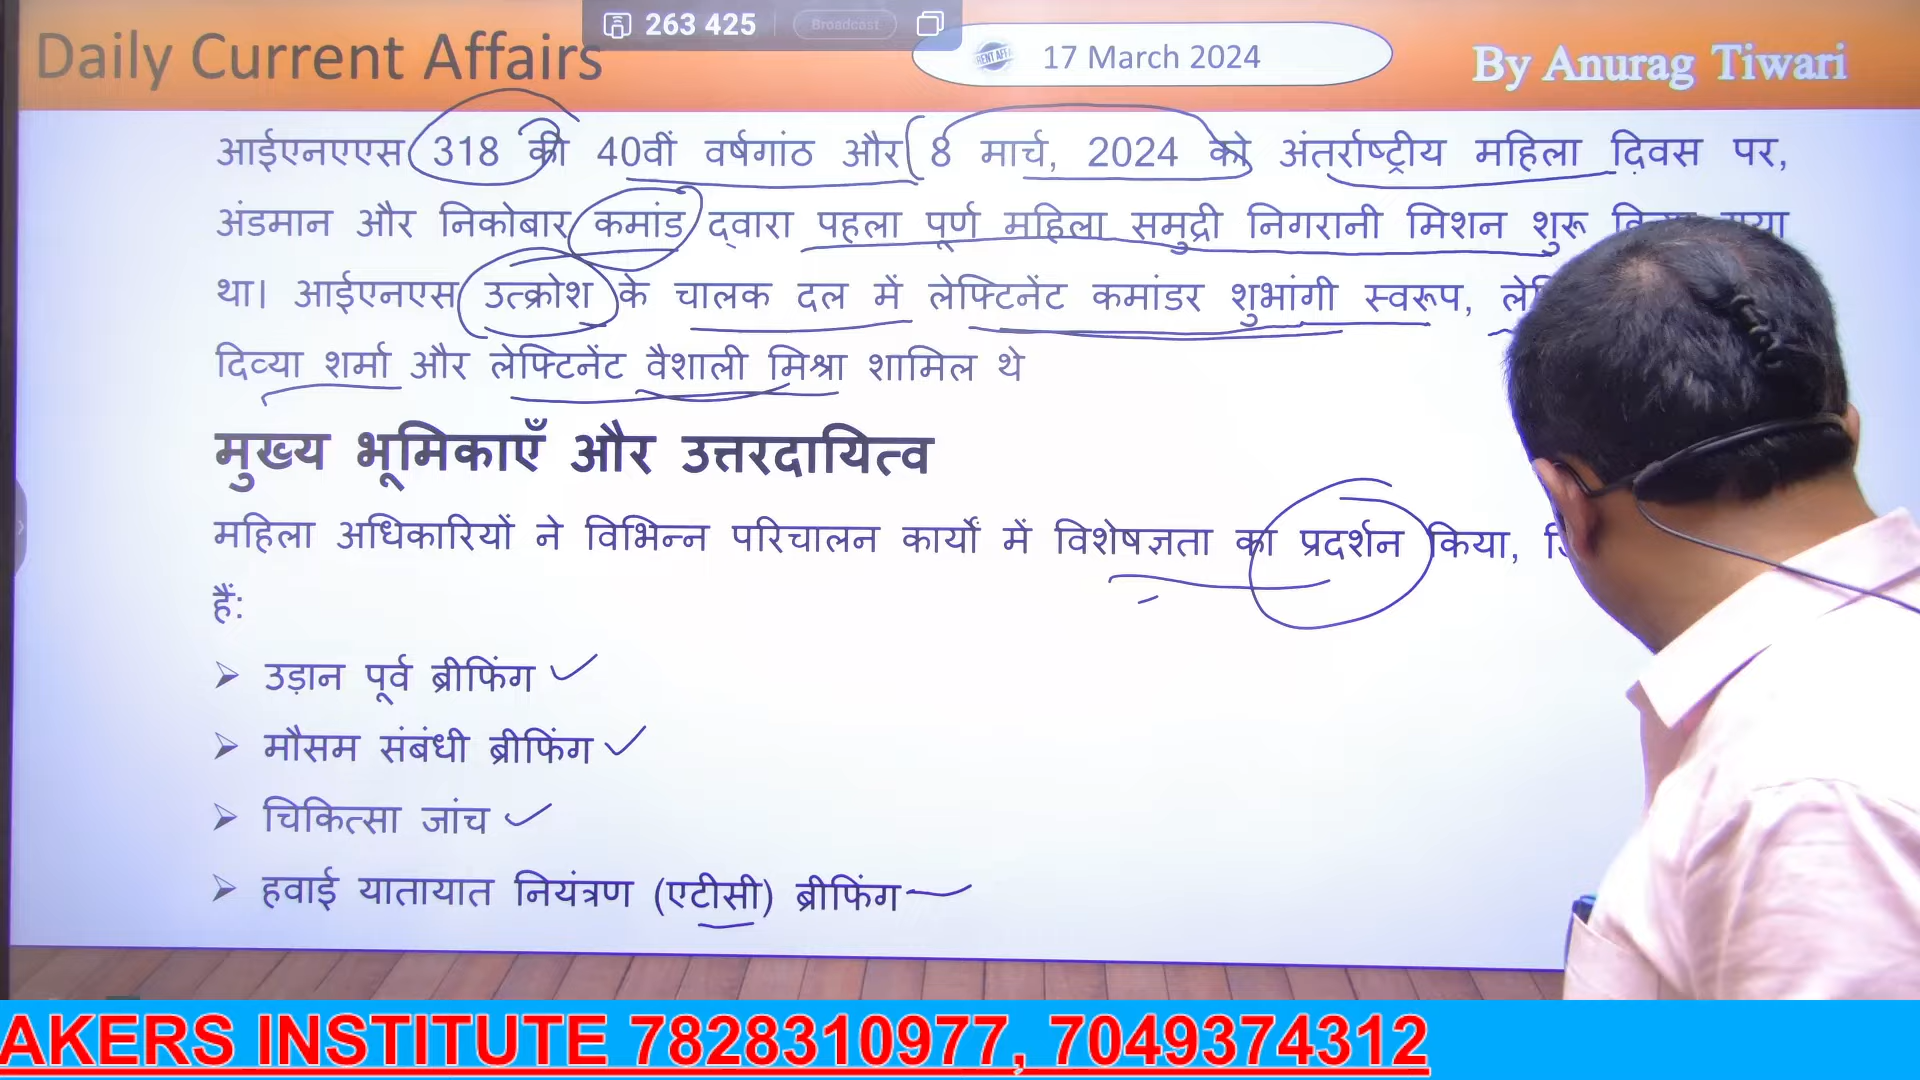 263 425
Broadcast
Daily Current Affairs
17 March 2024
By Anurag Tiwari
आईएनएएस 318 की 40वीं वर्षगांठ और 8 मार्च, 2024 को अंतर्राष्ट्रीय महिला दिवस पर,
अंडमान और निकोबार कमांड द्वारा पहला पूर्ण महिला समुद्री निगरानी मिशन शुरू
था। आईएनएस उत्क्रोश के चालक दल में लेफ्टिनेंट कमांडर शुभांगी स्वरूप,
दिव्या शर्मा और लेफ्टिनेंट वैशाली मिश्रा शामिल थे
मुख्य भूमिकाएँ और उत्तरदायित्व
महिला अधिकारियों ने विभिन्न परिचालन कार्यों में विशेषज्ञता का प्रदर्शन किया,
हैं:
➢ उड़ान पूर्व ब्रीफिंग
➢ मौसम संबंधी ब्रीफिंग
➢ चिकित्सा जांच
➢ हवाई यातायात नियंत्रण (एटीसी) ब्रीफिंग
AKERS INSTITUTE 7828310977, 7049374312